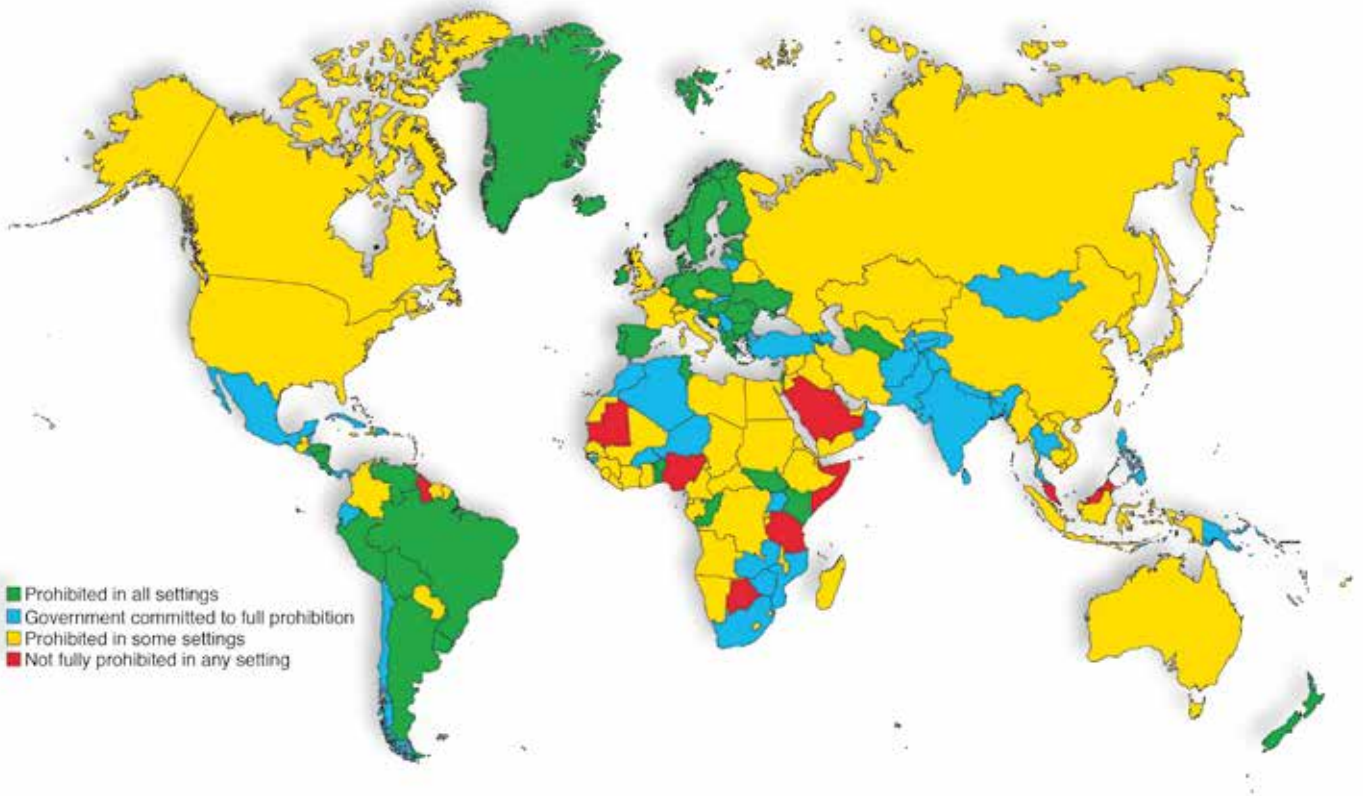 Prohibited in all settings
Government committed to full prohibition
Prohibited in some settings
Not fully prohibited in any setting